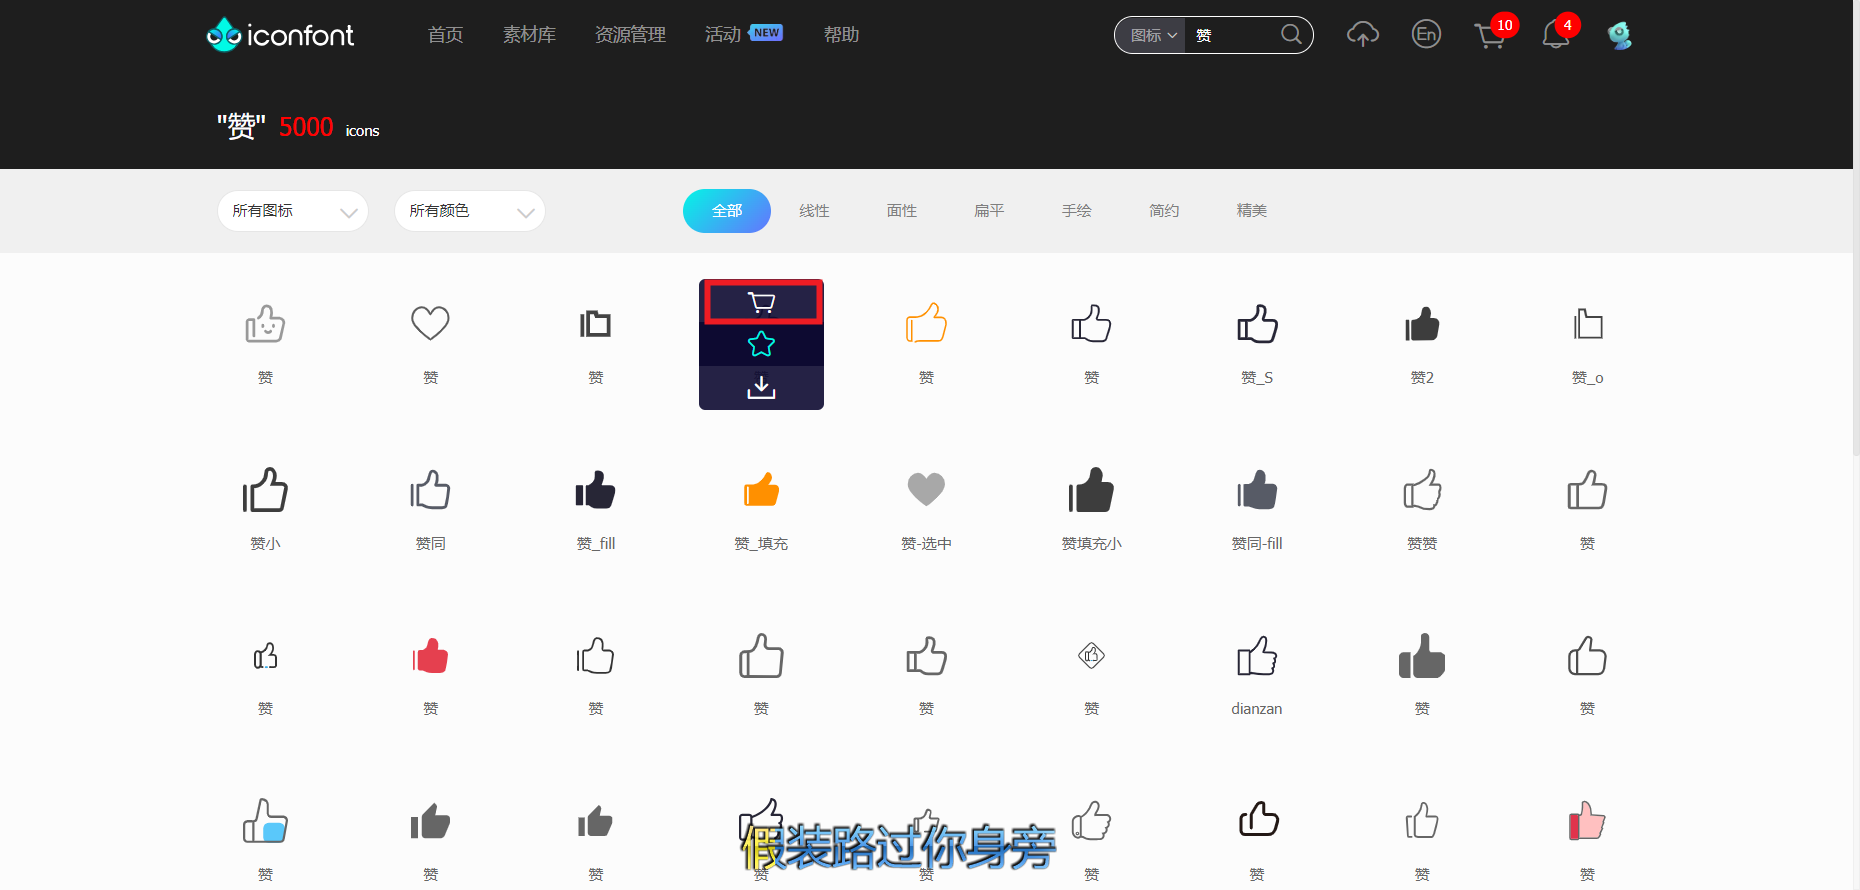 iconfont 首页 素材库 资源管理 活动 NEW 帮助 图标 赞 En 10 4
"赞" 5000 icons
所有图标 所有颜色 全部 线性 面性 扁平 手绘 简约 精美
赞 赞 赞 赞 赞 赞_S 赞2 赞_o
赞小 赞同 赞_fill 赞_填充 赞-选中 赞填充小 赞同-fill 赞赞 赞
赞 赞 赞 赞 赞 赞 dianzan 赞 赞
假装路过你身旁
赞 赞 赞 赞 赞 赞 赞 赞 赞